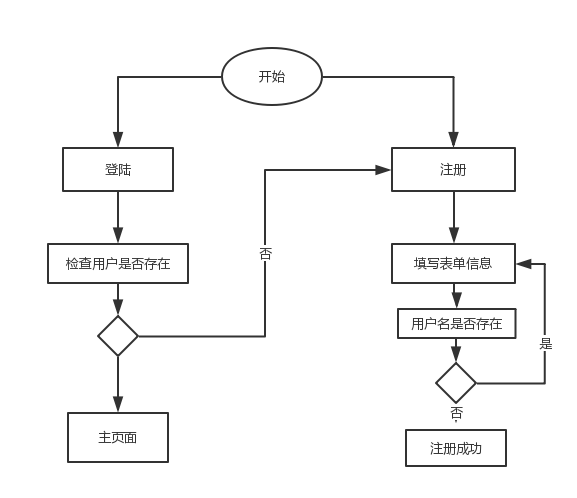 开始
登陆
注册
否
检查用户是否存在
填写表单信息
用户名是否存在
是
否
主页面
注册成功